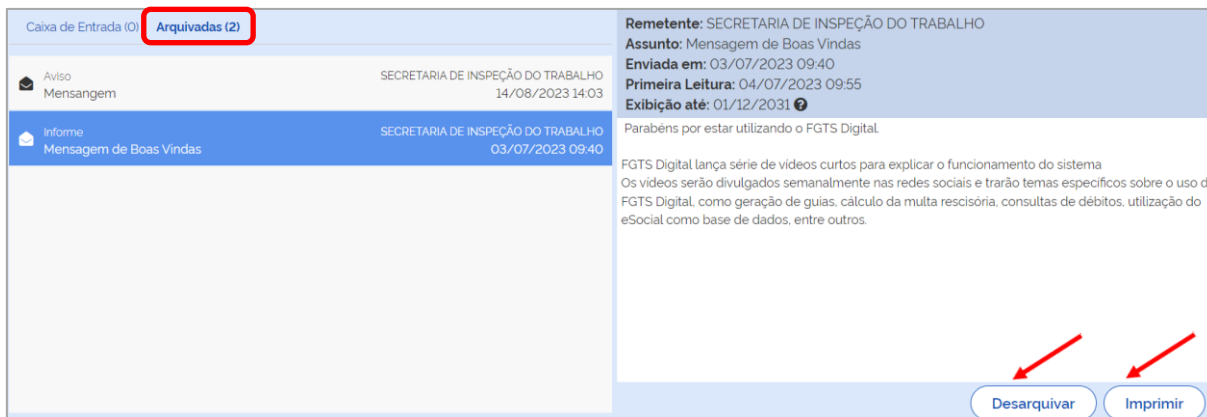 Caixa de Entrada (0) Arquivadas (2)
Aviso SECRETARIA DE INSPEÇÃO DO TRABALHO
Mensangem 14/08/2023 14:03
Informe SECRETARIA DE INSPEÇÃO DO TRABALHO
Mensagem de Boas Vindas 03/07/2023 09:40
Remetente: SECRETARIA DE INSPEÇÃO DO TRABALHO
Assunto: Mensagem de Boas Vindas
Enviada em: 03/07/2023 09:40
Primeira Leitura: 04/07/2023 09:55
Exibição até: 01/12/2031 ?
Parabéns por estar utilizando o FGTS Digital.
FGTS Digital lança série de vídeos curtos para explicar o funcionamento do sistema
Os vídeos serão divulgados semanalmente nas redes sociais e trarão temas específicos sobre o uso d
FGTS Digital, como geração de guias, cálculo da multa rescisória, consultas de débitos, utilização do
eSocial como base de dados, entre outros.
Desarquivar Imprimir